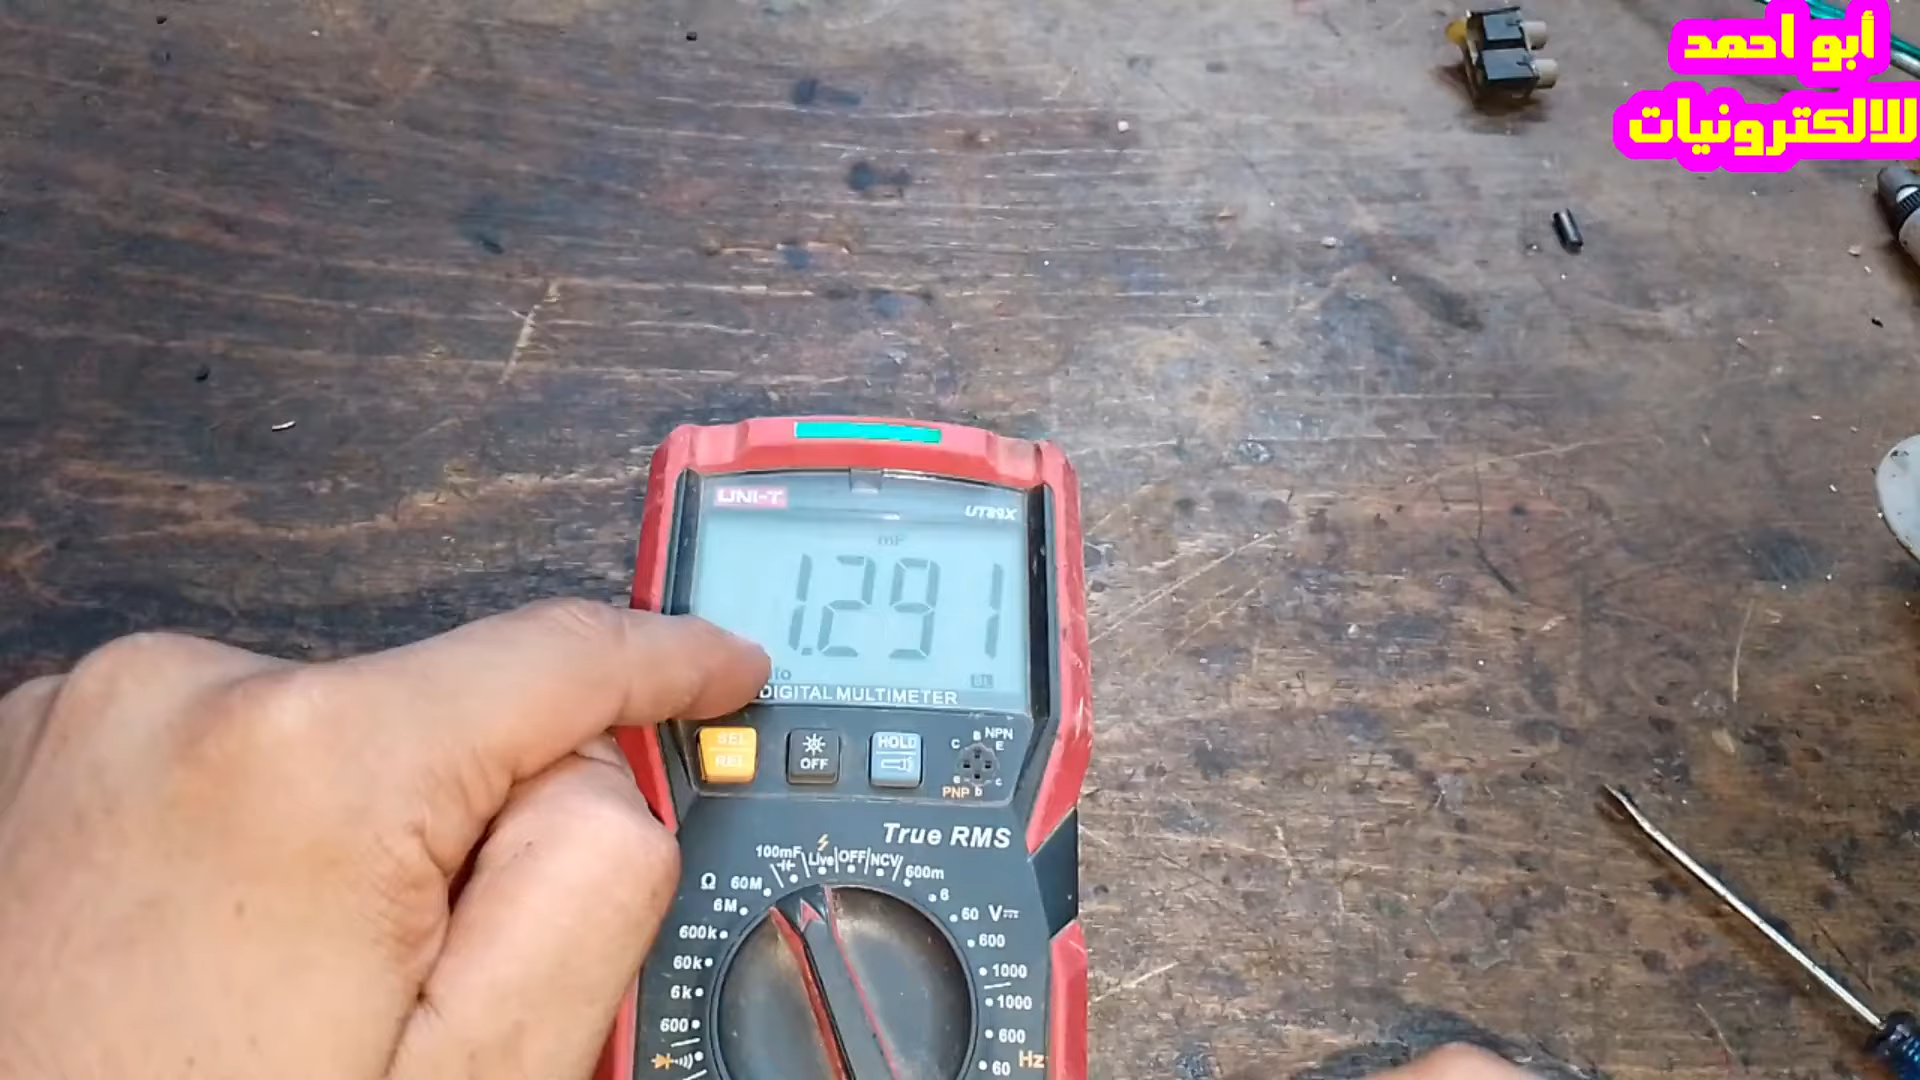 أبو احمد
للالكترونيات
UNI-T
UT89X
mF
1.291
DIGITAL MULTIMETER
SEL
REL
OFF
HOLD
NPN
B
C
E
e
c
PNP b
True RMS
100mF
Live
OFF
NCV
600m
Ω
60M
6
6M
60
V
600k
600
60k
1000
6k
1000
600
600
Hz
60